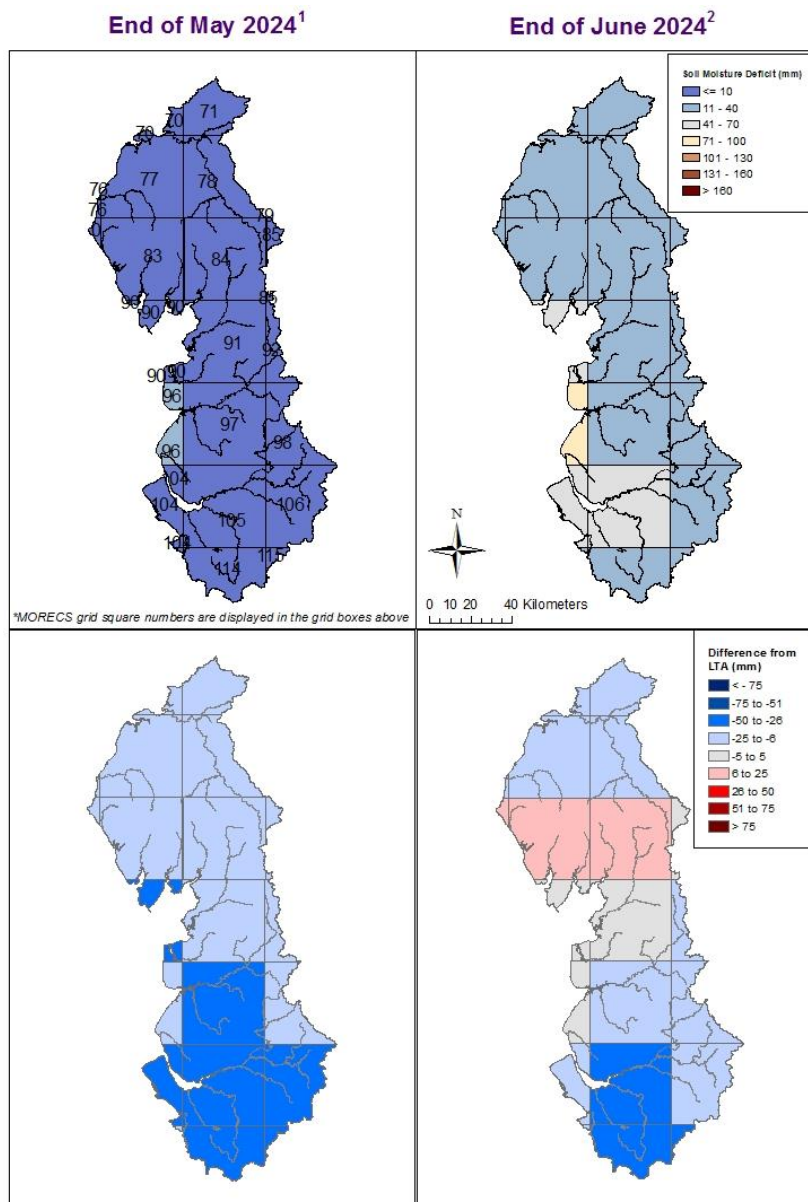 End of May 2024¹
End of June 2024²
Soil Moisture Deficit (mm)
<= 10
11 - 40
41 - 70
71 - 100
101 - 130
131 - 160
> 160
71
70
70
77
78
76
76
79
85
83
84
90
90
90
85
91
92
90
90
96
97
98
96
104
104
105
106
104
114
115
N
0 10 20 40 Kilometers
*MORECS grid square numbers are displayed in the grid boxes above
Difference from
LTA (mm)
< - 75
-75 to -51
-50 to -26
-25 to -6
-5 to 5
6 to 25
26 to 50
51 to 75
> 75